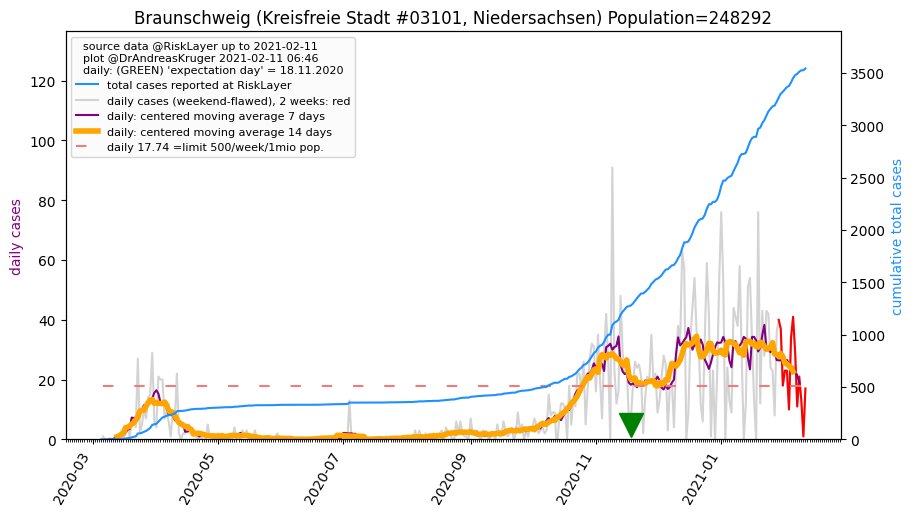 Braunschweig (Kreisfreie Stadt #03101, Niedersachsen) Population=248292
source data @RiskLayer up to 2021-02-11
plot @DrAndreasKruger 2021-02-11 06:46
daily: (GREEN) 'expectation day' = 18.11.2020
total cases reported at RiskLayer
daily cases (weekend-flawed), 2 weeks: red
daily: centered moving average 7 days
daily: centered moving average 14 days
daily 17.74 =limit 500/week/1mio pop.
daily cases
120
100
80
60
40
20
0
3500
3000
2500
2000
1500
1000
500
0
cumulative total cases
2020-03
2020-05
2020-07
2020-09
2020-11
2021-01